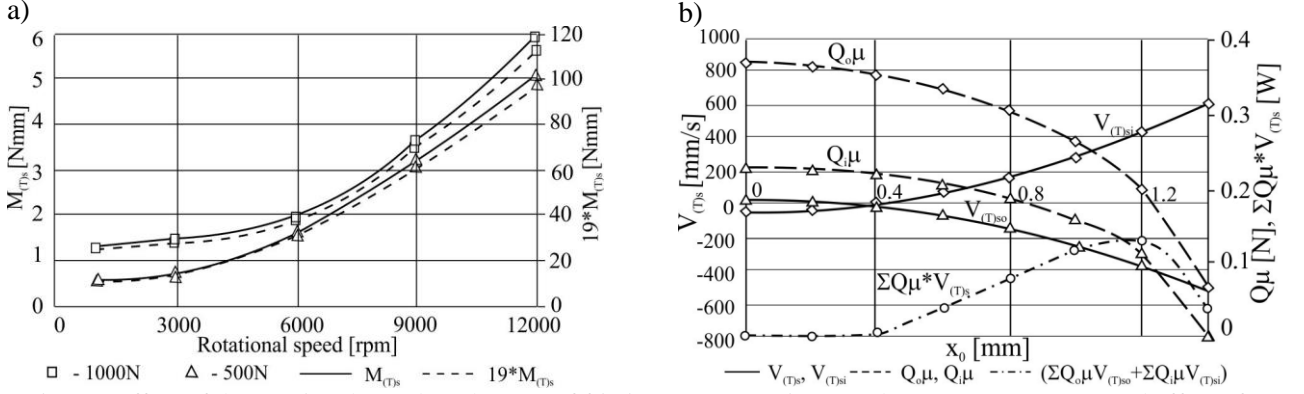 a)
6
5
4
3
2
1
0
M(T)s [Nmm]
120
100
80
60
40
20
0
19*M(T)s [Nmm]
0 3000 6000 9000 12000
Rotational speed [rpm]
□ - 1000N △ - 500N — M(T)s --- 19*M(T)s
b)
1000
800
600
400
200
0
-200
-400
-600
-800
V(T)s [mm/s]
Qoμ
V(T)si
Qiμ
0 0.4 0.8 1.2
V(T)so
ΣQμ*V(T)s
0.4
0.3
0.2
0.1
0
Qμ [N], ΣQμ*V(T)s [W]
x0 [mm]
V(T)s, V(T)si Qoμ, Qiμ (ΣQoμV(T)so+ΣQiμV(T)si)